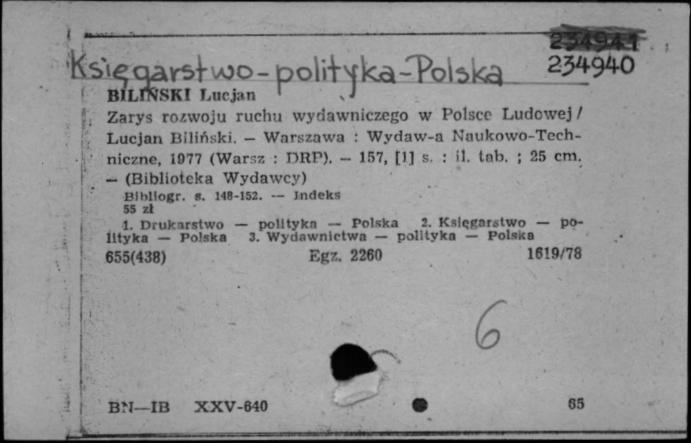 234941
Księgarstwo-polityka-Polska 234940
BILIŃSKI Lucjan
Zarys rozwoju ruchu wydawniczego w Polsce Ludowej /
Lucjan Biliński. — Warszawa : Wydaw-a Naukowo-Tech-
niczne, 1977 (Warsz : DRP). — 157, [1] s. : il. tab. ; 25 cm.
— (Biblioteka Wydawcy)
Bibliogr. s. 148-152. — Indeks
55 zł
1. Drukarstwo — polityka — Polska 2. Księgarstwo — po-
lityka — Polska 3. Wydawnictwa — polityka — Polska
655(438) Egz. 2260 1619/78
6
BN—IB XXV-640 65